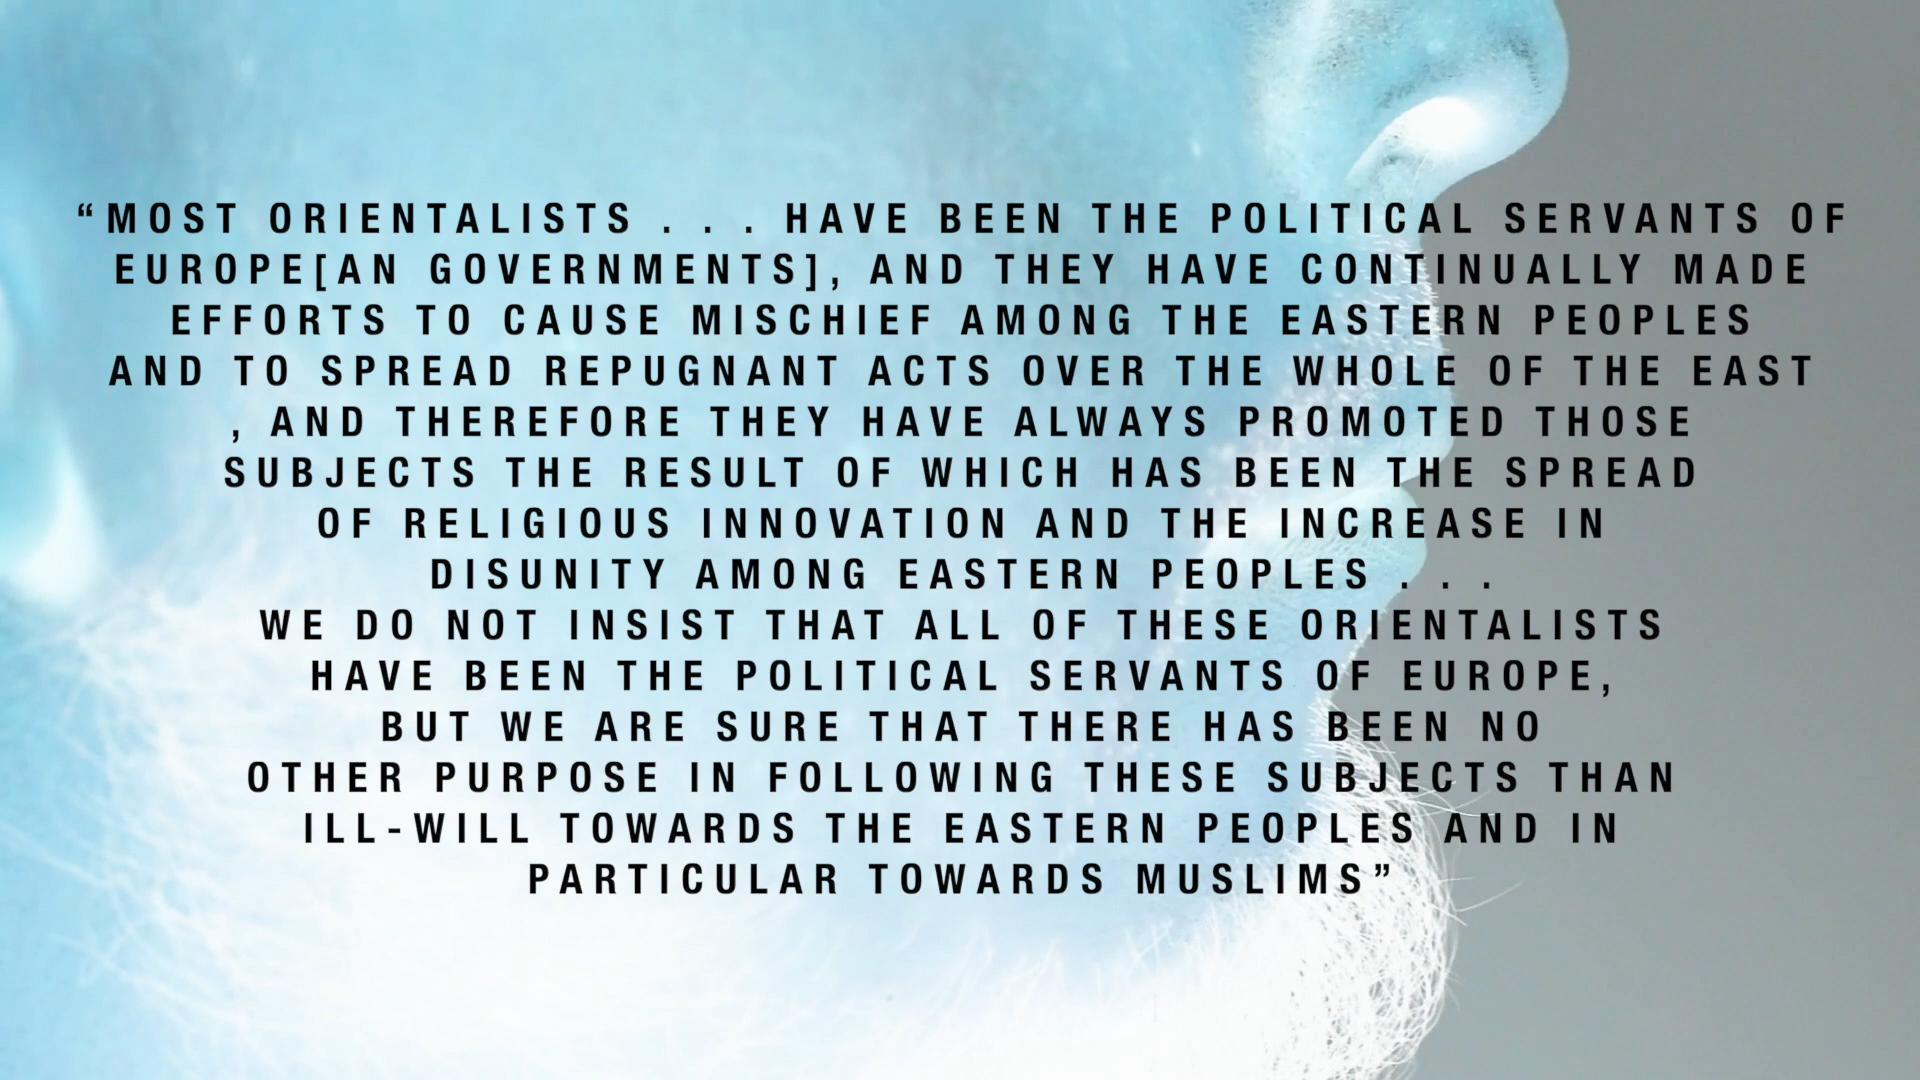 “MOST ORIENTALISTS . . . HAVE BEEN THE POLITICAL SERVANTS OF
EUROPE[AN GOVERNMENTS], AND THEY HAVE CONTINUALLY MADE
EFFORTS TO CAUSE MISCHIEF AMONG THE EASTERN PEOPLES
AND TO SPREAD REPUGNANT ACTS OVER THE WHOLE OF THE EAST
, AND THEREFORE THEY HAVE ALWAYS PROMOTED THOSE
SUBJECTS THE RESULT OF WHICH HAS BEEN THE SPREAD
OF RELIGIOUS INNOVATION AND THE INCREASE IN
DISUNITY AMONG EASTERN PEOPLES . . .
WE DO NOT INSIST THAT ALL OF THESE ORIENTALISTS
HAVE BEEN THE POLITICAL SERVANTS OF EUROPE,
BUT WE ARE SURE THAT THERE HAS BEEN NO
OTHER PURPOSE IN FOLLOWING THESE SUBJECTS THAN
ILL-WILL TOWARDS THE EASTERN PEOPLES AND IN
PARTICULAR TOWARDS MUSLIMS”